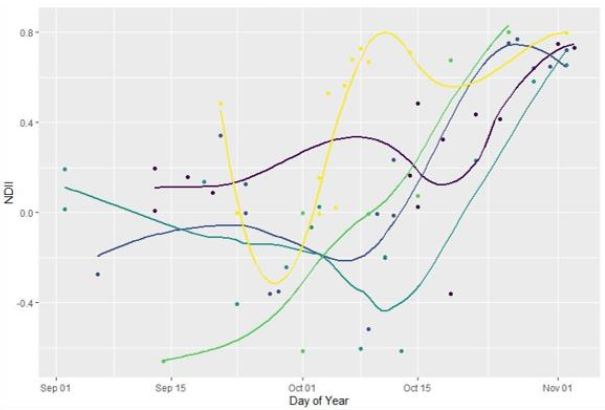 0.8
0.4
NDII
0.0
-0.4
Sep 01
Sep 15
Oct 01
Oct 15
Nov 01
Day of Year